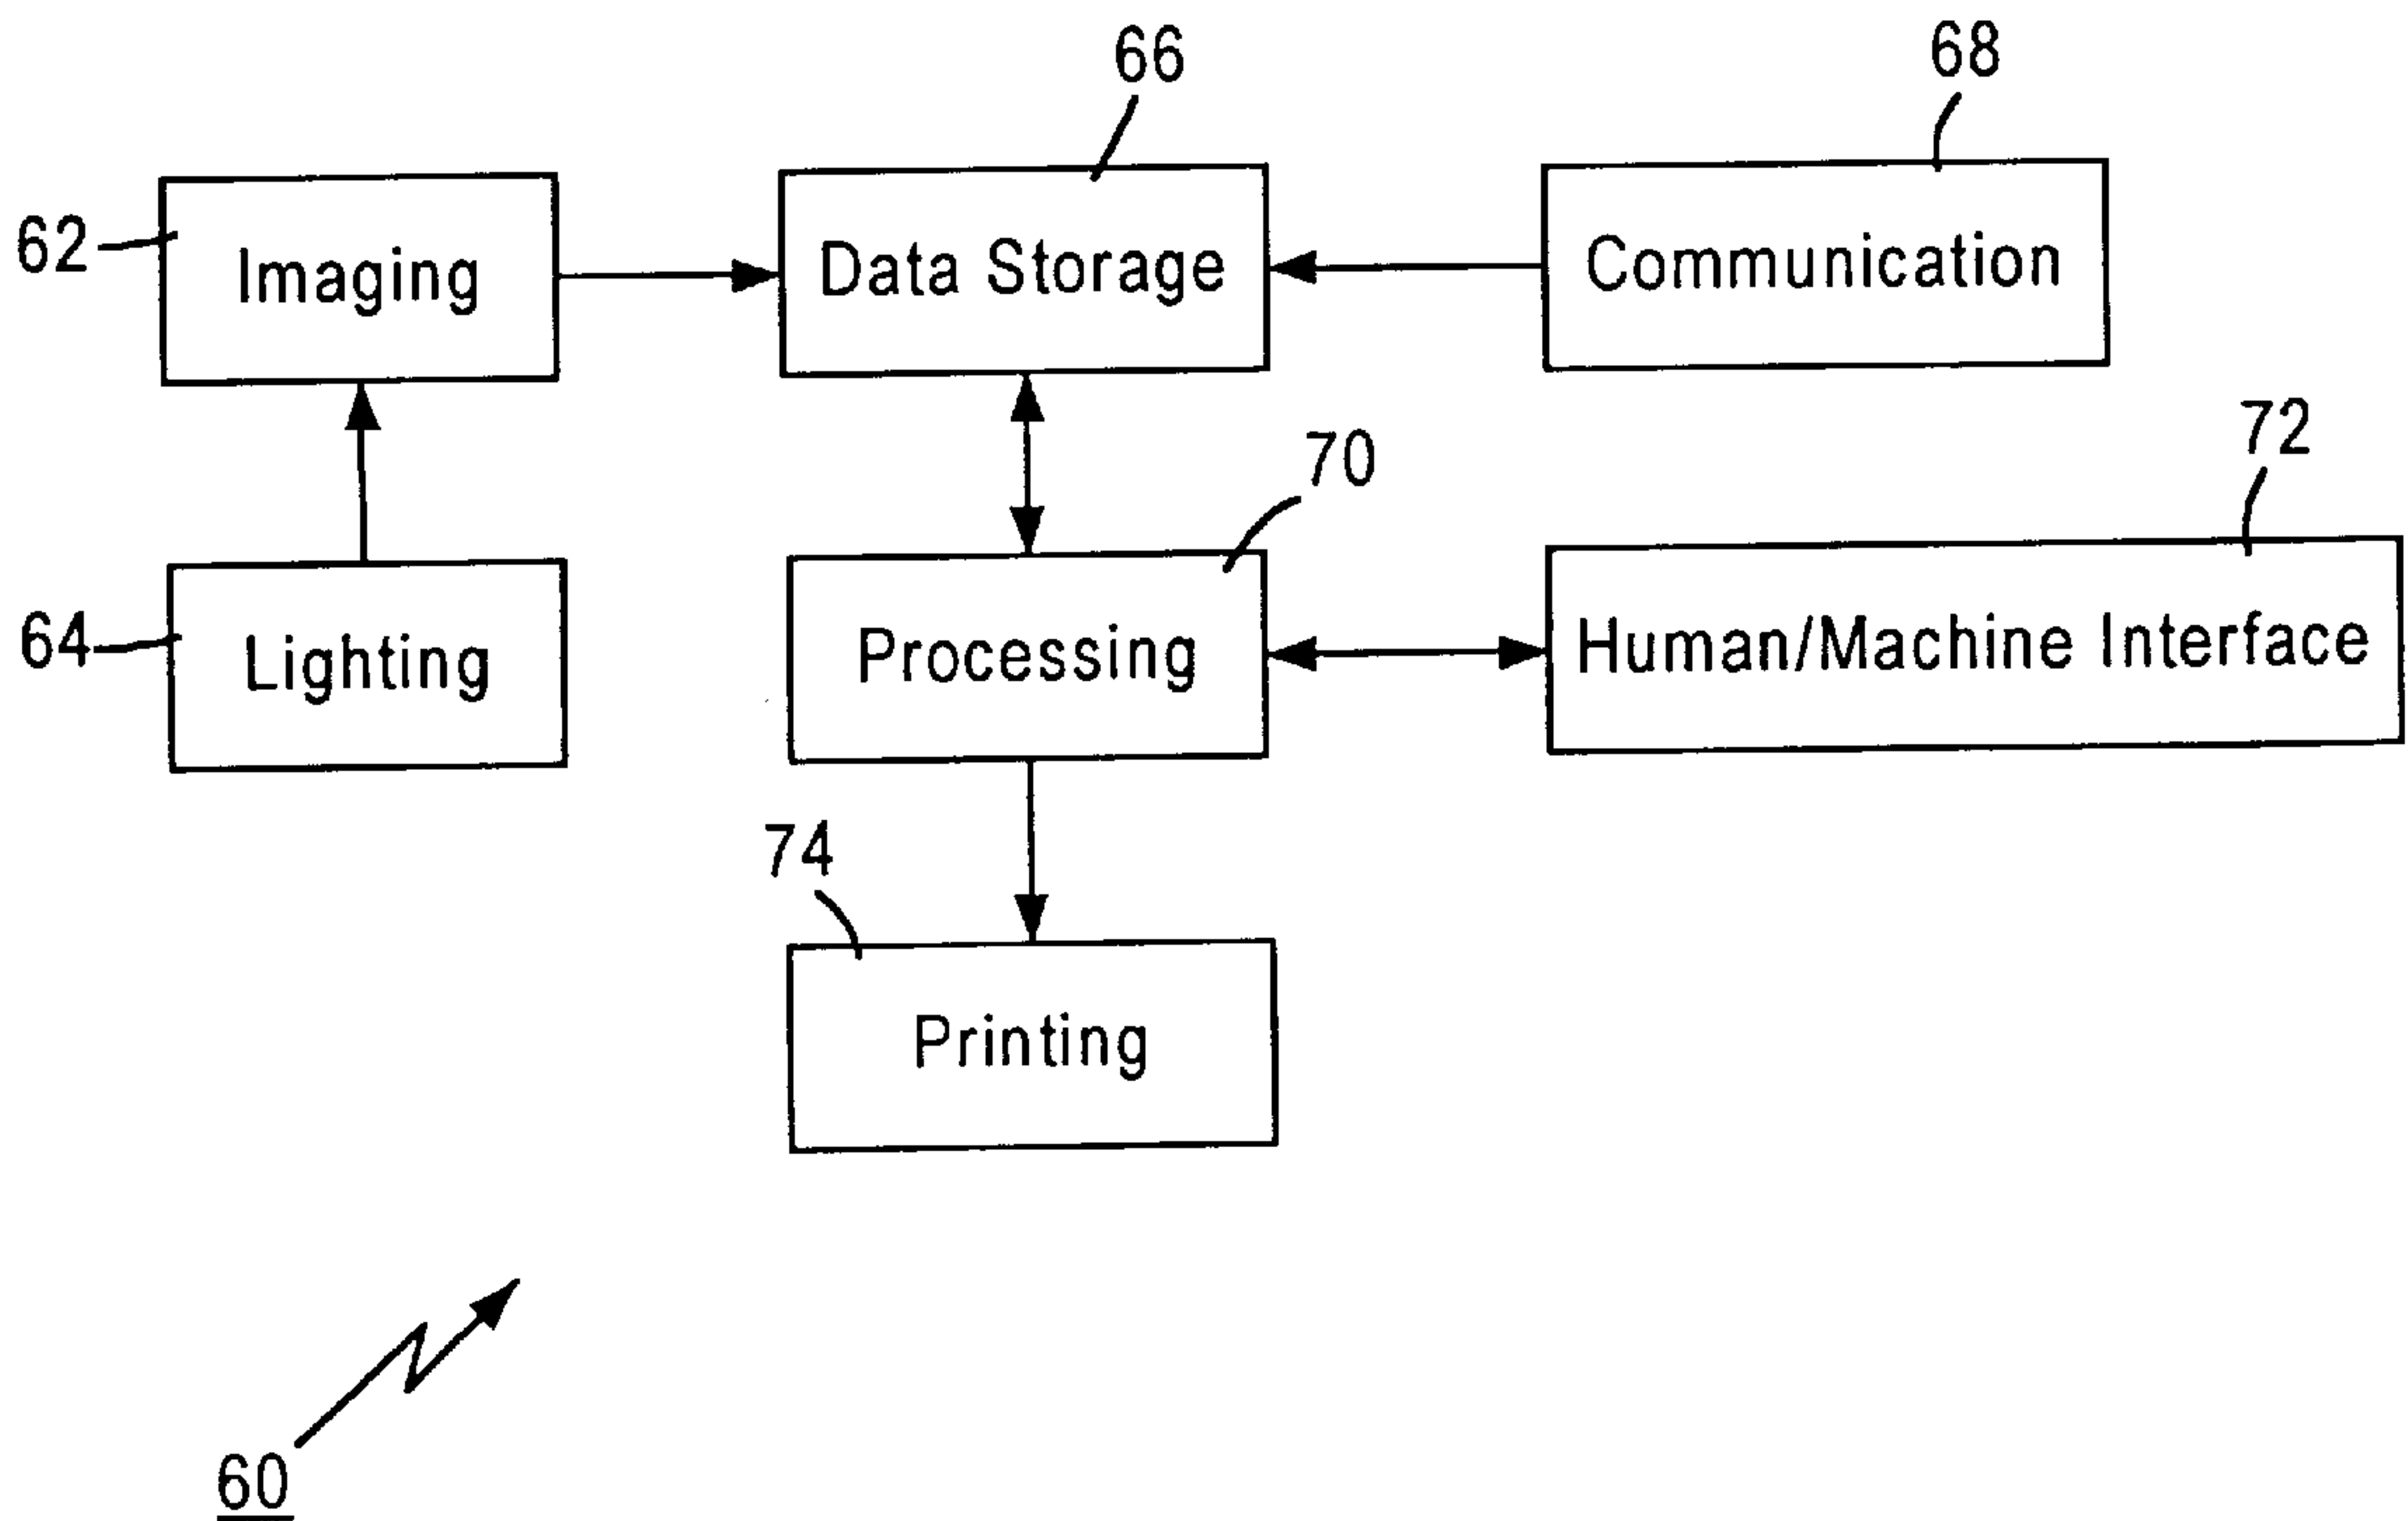 66
68
62
Imaging
Data Storage
Communication
70
72
64
Lighting
Processing
Human/Machine Interface
74
Printing
60